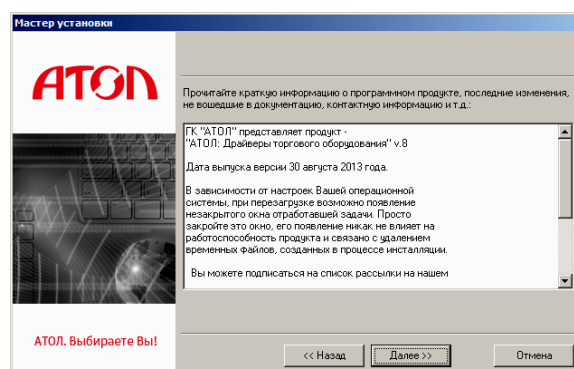 Мастер установки
АТОЛ
Прочитайте краткую информацию о программном продукте, последние изменения,
не вошедшие в документацию, контактную информацию и т.д.:
ГК "АТОЛ" представляет продукт -
"АТОЛ: Драйверы торгового оборудования" v.8
Дата выпуска версии 30 августа 2013 года.
В зависимости от настроек Вашей операционной
системы, при перезагрузке возможно появление
незакрытого окна отработавшей задачи. Просто
закройте это окно, его появление никак не влияет на
работоспособность продукта и связано с удалением
временных файлов, созданных в процессе инсталляции.
Вы можете подписаться на список рассылки на нашем
АТОЛ. Выбираете Вы!
<< Назад
Далее >>
Отмена